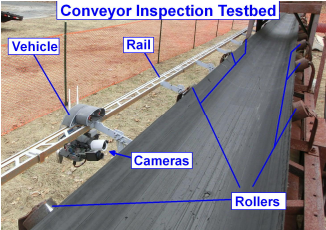 Conveyor Inspection Testbed
Vehicle
Rail
Cameras
Rollers